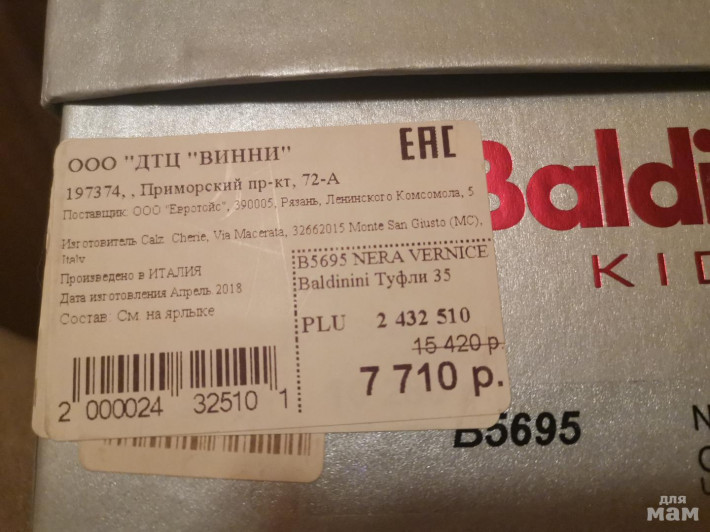 ООО "ДТЦ "ВИННИ"
EAC
197374, , Приморский пр-кт, 72-А
Поставщик: ООО "Евротойс", 390005, Рязань, Ленинского Комсомола, 5
Изготовитель Calz. Cherie, Via Macerata, 32662015 Monte San Giusto (MC),
Italy
Произведено в ИТАЛИЯ
Дата изготовления Апрель 2018
Состав: См. на ярлыке
B5695 NERA VERNICE
Baldinini Туфли 35
PLU 2 432 510
15 420 р.
7 710 р.
2 000024 32510 1
Baldi
KID
B5695
N
для
мам